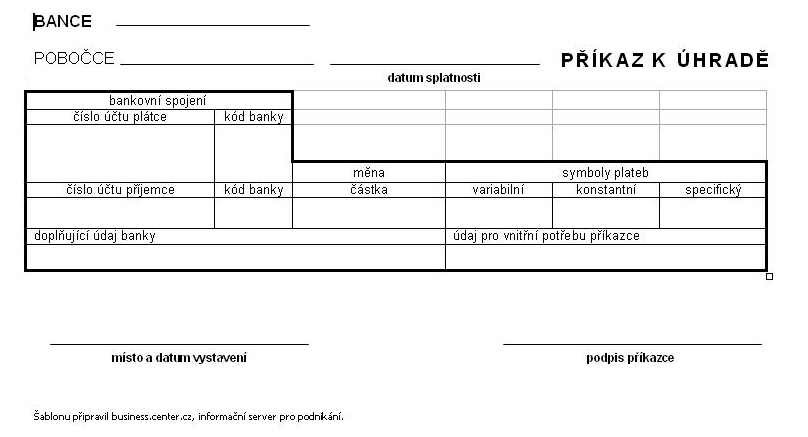 BANCE
POBOČCE
PŘÍKAZ K ÚHRADĚ
datum splatnosti
bankovní spojení
číslo účtu plátce kód banky
měna symboly plateb
číslo účtu příjemce kód banky částka variabilní konstantní specifický
doplňující údaj banky údaj pro vnitřní potřebu příkazce
místo a datum vystavení podpis příkazce
Šablonu připravil business.center.cz, informační server pro podnikání.